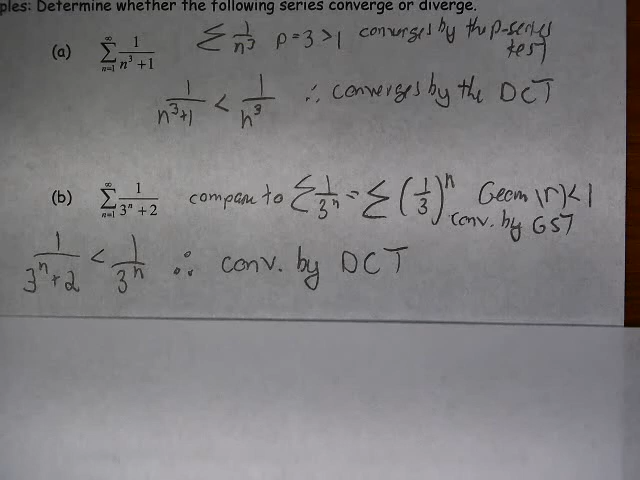 ples: Determine whether the following series converge or diverge.
(a) ∑_{n=1}^{∞} 1/(n³+1) ∑ 1/n³ p=3>1 converges by the p-series
test
1/(n³+1) < 1/n³ ∴ converges by the DCT
(b) ∑_{n=1}^{∞} 1/(3ⁿ+2) compare to ∑ 1/3ⁿ = ∑ (1/3)ⁿ Geom |r|<1
conv. by GST
1/(3ⁿ+2) < 1/3ⁿ ∴ conv. by DCT